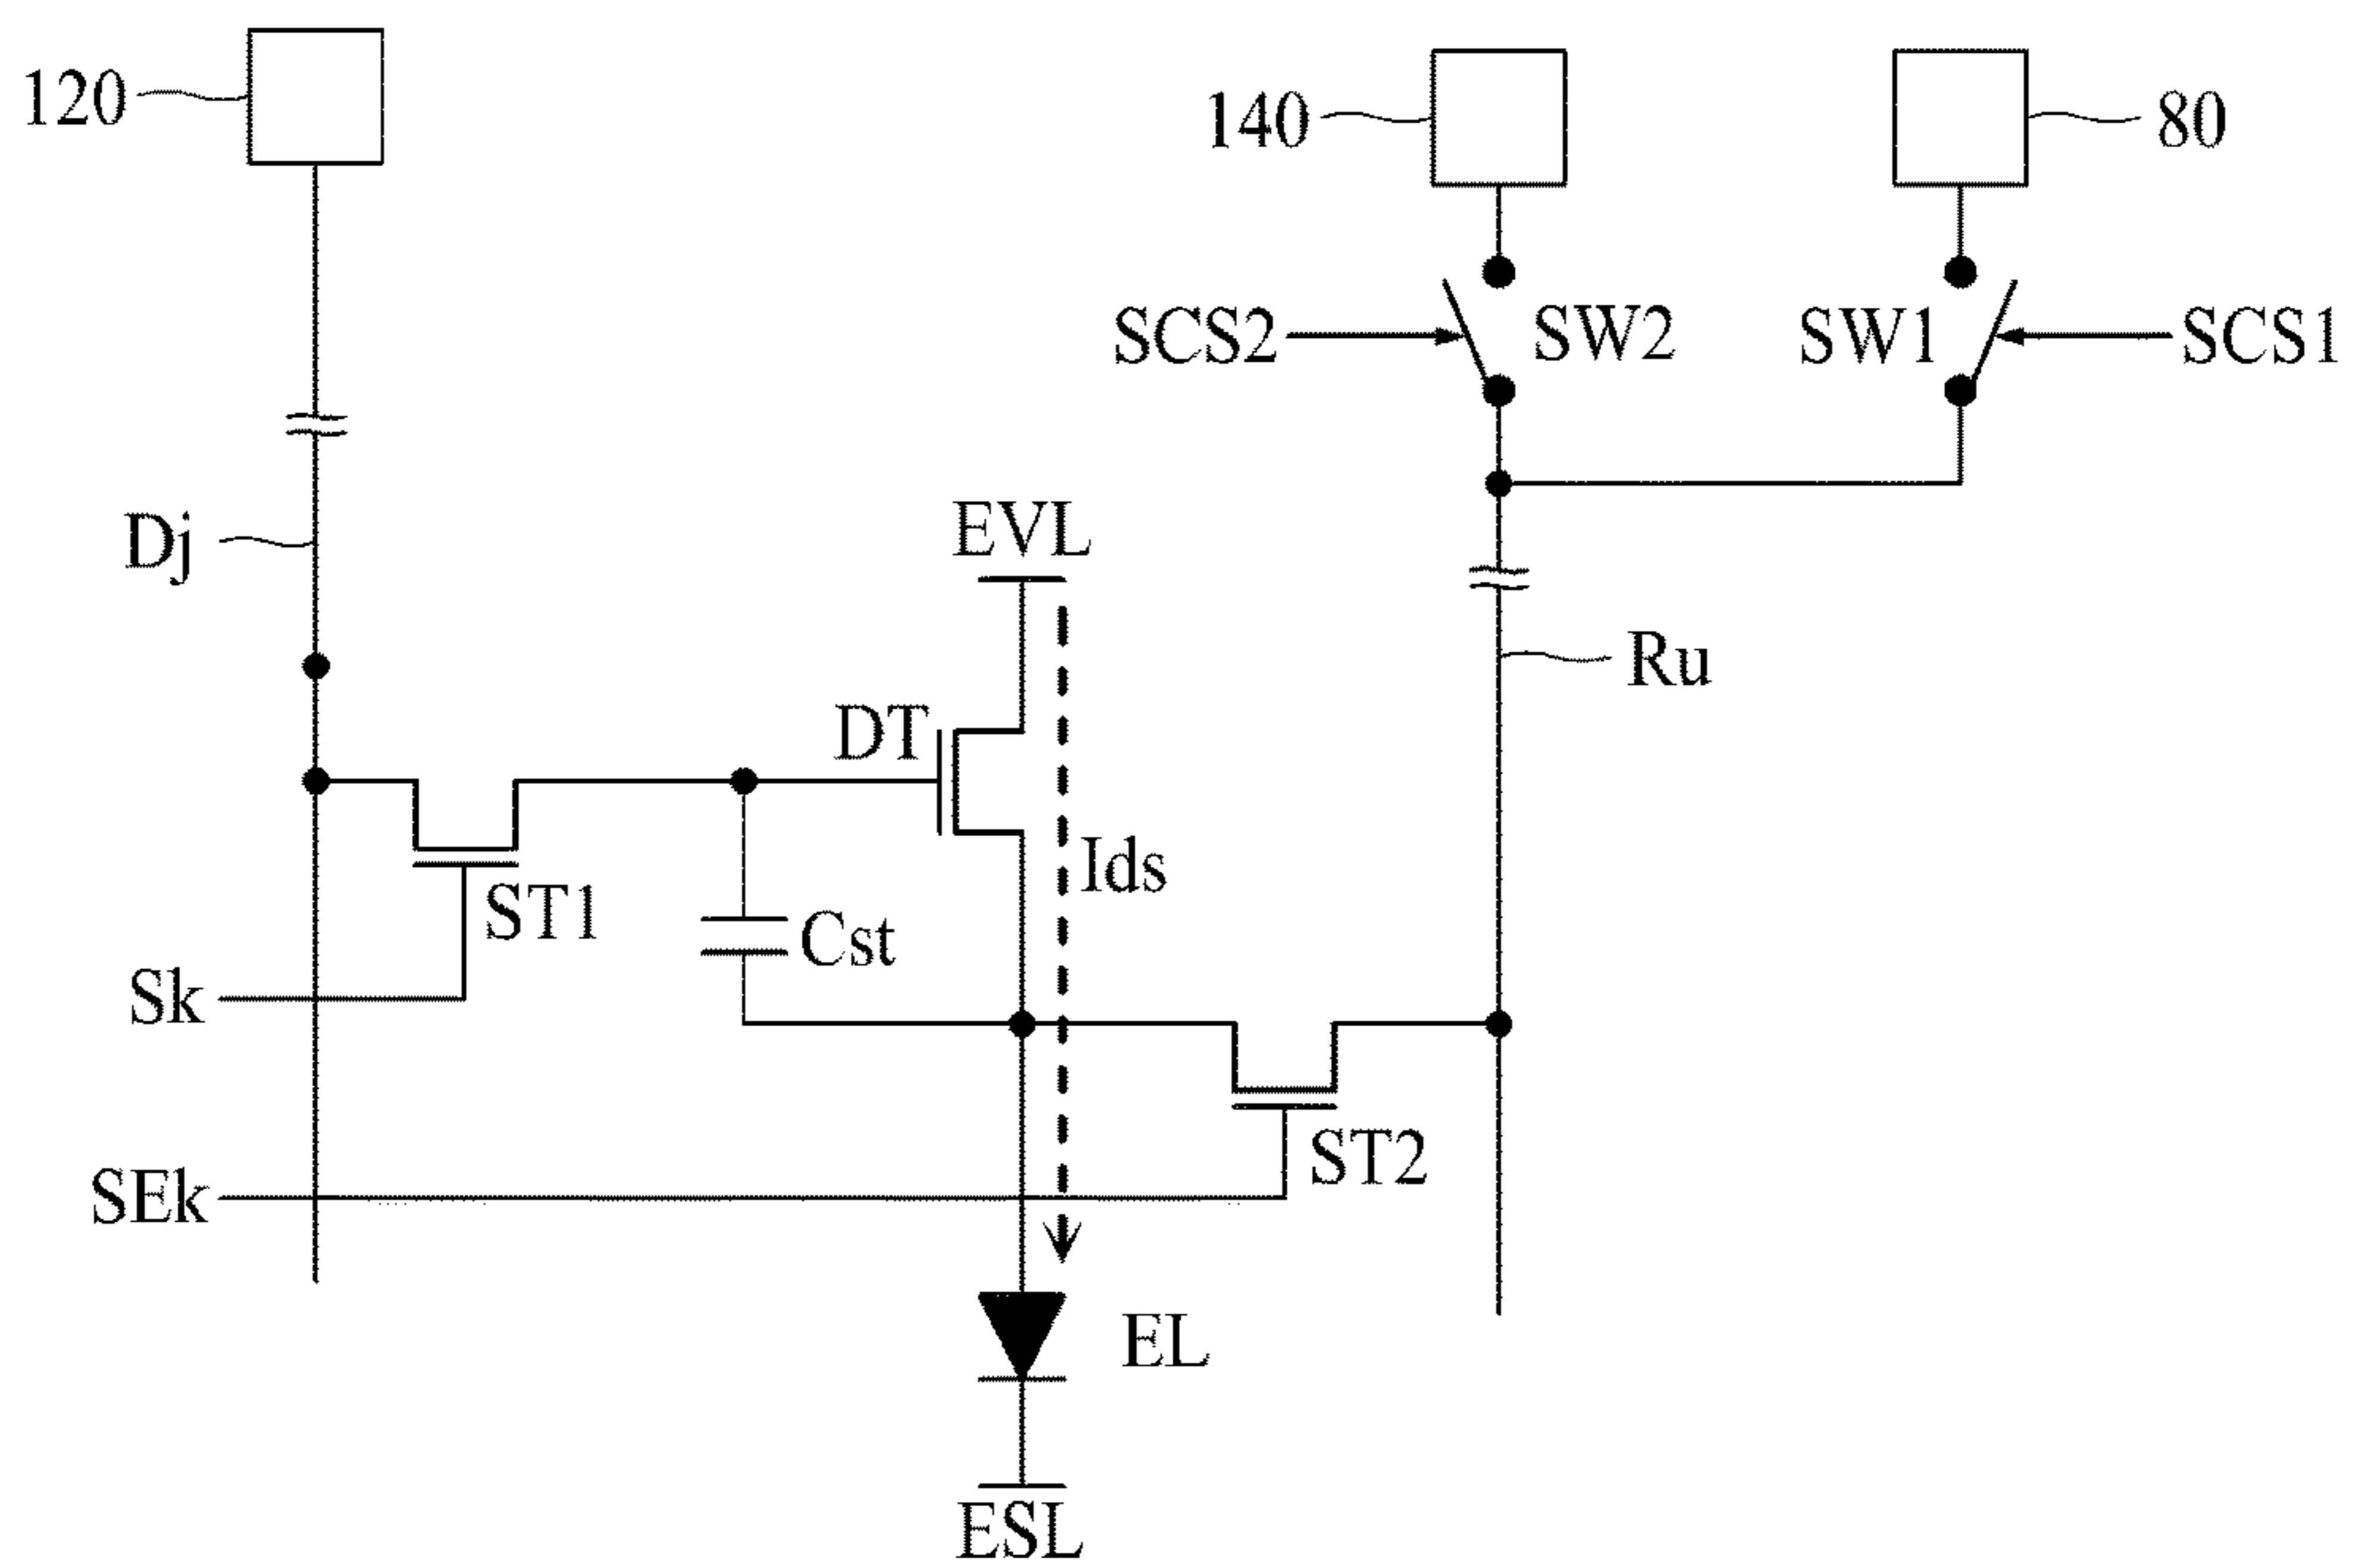 120
140
80
SCS2
SW2
SW1
SCS1
EVL
Dj
Ru
DT
Ids
ST1
Cst
Sk
ST2
SEk
EL
ESL